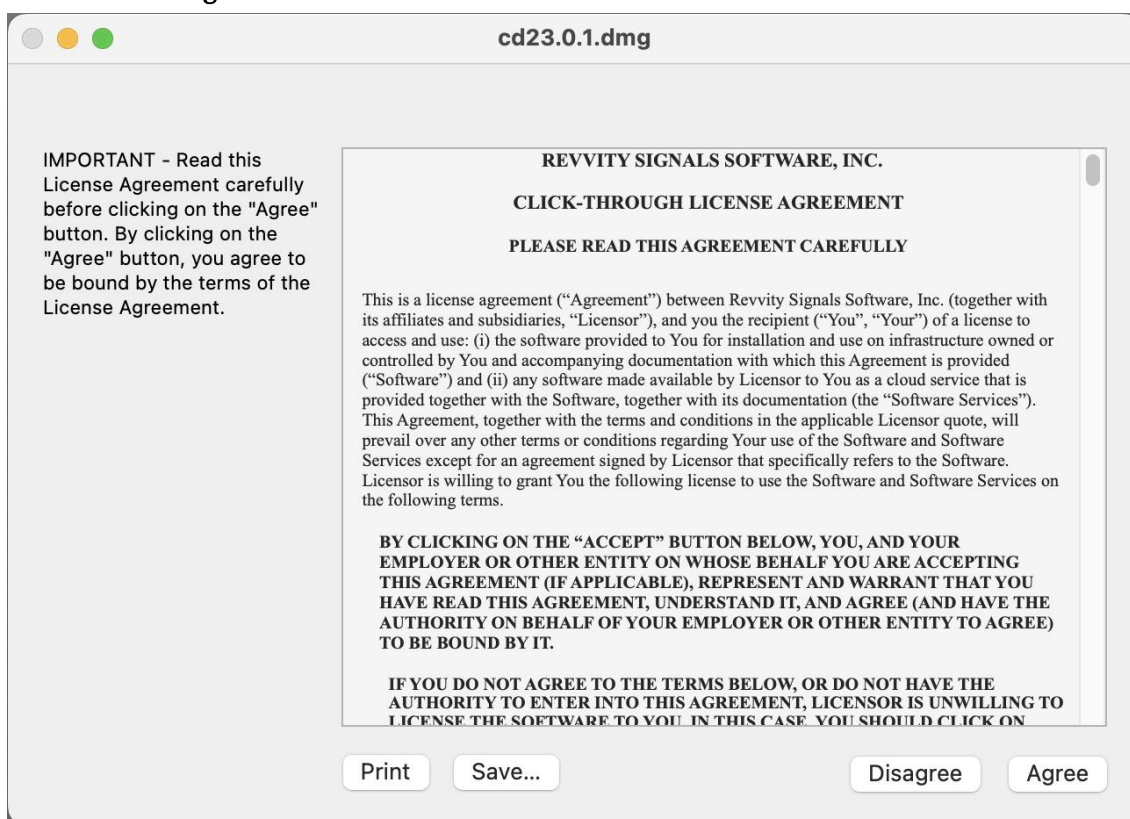 cd23.0.1.dmg
IMPORTANT - Read this
License Agreement carefully
before clicking on the "Agree"
button. By clicking on the
"Agree" button, you agree to
be bound by the terms of the
License Agreement.
REVVITY SIGNALS SOFTWARE, INC.
CLICK-THROUGH LICENSE AGREEMENT
PLEASE READ THIS AGREEMENT CAREFULLY
This is a license agreement (“Agreement”) between Revvity Signals Software, Inc. (together with
its affiliates and subsidiaries, “Licensor”), and you the recipient (“You”, “Your”) of a license to
access and use: (i) the software provided to You for installation and use on infrastructure owned or
controlled by You and accompanying documentation with which this Agreement is provided
(“Software”) and (ii) any software made available by Licensor to You as a cloud service that is
provided together with the Software, together with its documentation (the “Software Services”).
This Agreement, together with the terms and conditions in the applicable Licensor quote, will
prevail over any other terms or conditions regarding Your use of the Software and Software
Services except for an agreement signed by Licensor that specifically refers to the Software.
Licensor is willing to grant You the following license to use the Software and Software Services on
the following terms.
BY CLICKING ON THE “ACCEPT” BUTTON BELOW, YOU, AND YOUR
EMPLOYER OR OTHER ENTITY ON WHOSE BEHALF YOU ARE ACCEPTING
THIS AGREEMENT (IF APPLICABLE), REPRESENT AND WARRANT THAT YOU
HAVE READ THIS AGREEMENT, UNDERSTAND IT, AND AGREE (AND HAVE THE
AUTHORITY ON BEHALF OF YOUR EMPLOYER OR OTHER ENTITY TO AGREE)
TO BE BOUND BY IT.
IF YOU DO NOT AGREE TO THE TERMS BELOW, OR DO NOT HAVE THE
AUTHORITY TO ENTER INTO THIS AGREEMENT, LICENSOR IS UNWILLING TO
LICENSE THE SOFTWARE TO YOU. IN THIS CASE, YOU SHOULD CLICK ON
Print Save... Disagree Agree